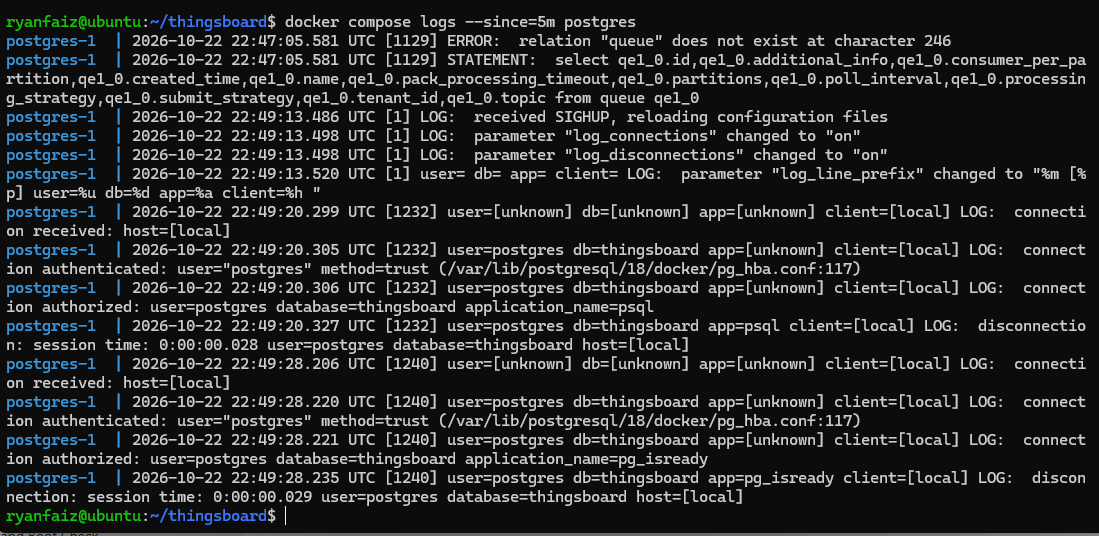 ryanfaiz@ubuntu:~/thingsboard$ docker compose logs --since=5m postgres
postgres-1  | 2026-10-22 22:47:05.581 UTC [1129] ERROR:  relation "queue" does not exist at character 246
postgres-1  | 2026-10-22 22:47:05.581 UTC [1129] STATEMENT:  select qe1_0.id,qe1_0.additional_info,qe1_0.consumer_per_pa
rtition,qe1_0.created_time,qe1_0.name,qe1_0.pack_processing_timeout,qe1_0.partitions,qe1_0.poll_interval,qe1_0.processin
g_strategy,qe1_0.submit_strategy,qe1_0.tenant_id,qe1_0.topic from queue qe1_0
postgres-1  | 2026-10-22 22:49:13.486 UTC [1] LOG:  received SIGHUP, reloading configuration files
postgres-1  | 2026-10-22 22:49:13.498 UTC [1] LOG:  parameter "log_connections" changed to "on"
postgres-1  | 2026-10-22 22:49:13.498 UTC [1] LOG:  parameter "log_disconnections" changed to "on"
postgres-1  | 2026-10-22 22:49:13.520 UTC [1] user= db= app= client= LOG:  parameter "log_line_prefix" changed to "%m [%
p] user=%u db=%d app=%a client=%h "
postgres-1  | 2026-10-22 22:49:20.299 UTC [1232] user=[unknown] db=[unknown] app=[unknown] client=[local] LOG:  connecti
on received: host=[local]
postgres-1  | 2026-10-22 22:49:20.305 UTC [1232] user=postgres db=thingsboard app=[unknown] client=[local] LOG:  connect
ion authenticated: user="postgres" method=trust (/var/lib/postgresql/18/docker/pg_hba.conf:117)
postgres-1  | 2026-10-22 22:49:20.306 UTC [1232] user=postgres db=thingsboard app=[unknown] client=[local] LOG:  connect
ion authorized: user=postgres database=thingsboard application_name=psql
postgres-1  | 2026-10-22 22:49:20.327 UTC [1232] user=postgres db=thingsboard app=psql client=[local] LOG:  disconnectio
n: session time: 0:00:00.028 user=postgres database=thingsboard host=[local]
postgres-1  | 2026-10-22 22:49:28.206 UTC [1240] user=[unknown] db=[unknown] app=[unknown] client=[local] LOG:  connecti
on received: host=[local]
postgres-1  | 2026-10-22 22:49:28.220 UTC [1240] user=postgres db=thingsboard app=[unknown] client=[local] LOG:  connect
ion authenticated: user="postgres" method=trust (/var/lib/postgresql/18/docker/pg_hba.conf:117)
postgres-1  | 2026-10-22 22:49:28.221 UTC [1240] user=postgres db=thingsboard app=[unknown] client=[local] LOG:  connect
ion authorized: user=postgres database=thingsboard application_name=pg_isready
postgres-1  | 2026-10-22 22:49:28.235 UTC [1240] user=postgres db=thingsboard app=pg_isready client=[local] LOG:  discon
nection: session time: 0:00:00.029 user=postgres database=thingsboard host=[local]
ryanfaiz@ubuntu:~/thingsboard$